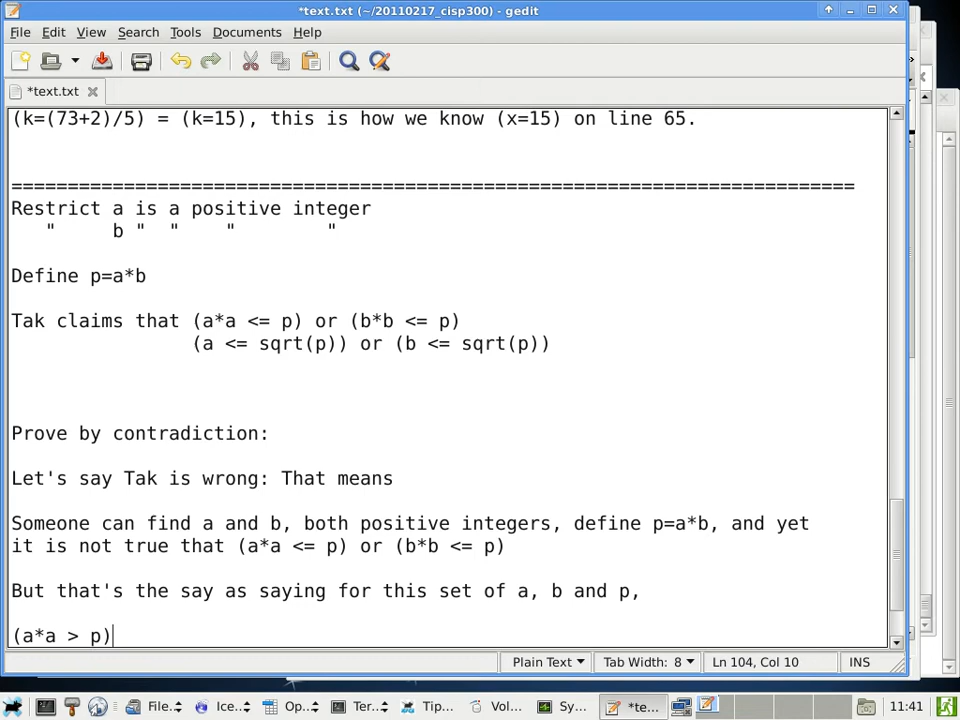 *text.txt (~/20110217_cisp300) - gedit
File Edit View Search Tools Documents Help
*text.txt
(k=(73+2)/5) = (k=15), this is how we know (x=15) on line 65.
===========================================================================
Restrict a is a positive integer
" b " " " "
Define p=a*b
Tak claims that (a*a <= p) or (b*b <= p)
(a <= sqrt(p)) or (b <= sqrt(p))
Prove by contradiction:
Let's say Tak is wrong: That means
Someone can find a and b, both positive integers, define p=a*b, and yet
it is not true that (a*a <= p) or (b*b <= p)
But that's the say as saying for this set of a, b and p,
(a*a > p)
Plain Text Tab Width: 8 Ln 104, Col 10 INS
File... Ice... Op... Ter... Tip... Vol... Sy... *te... 11:41